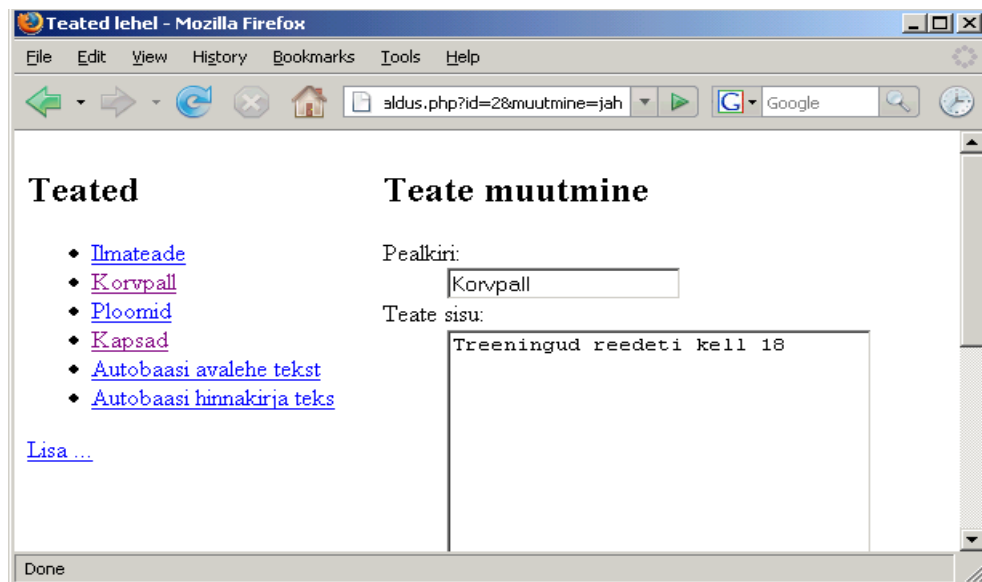 Teated lehel - Mozilla Firefox
File Edit View History Bookmarks Tools Help
aldus.php?id=2&muutmine=jah
G Google
Teated
Ilmateade
Korvpall
Ploomid
Kapsad
Autobaasi avalehe tekst
Autobaasi hinnakirja teks
Lisa ...
Teate muutmine
Pealkiri:
Korvpall
Teate sisu:
Treeningud reedeti kell 18
Done